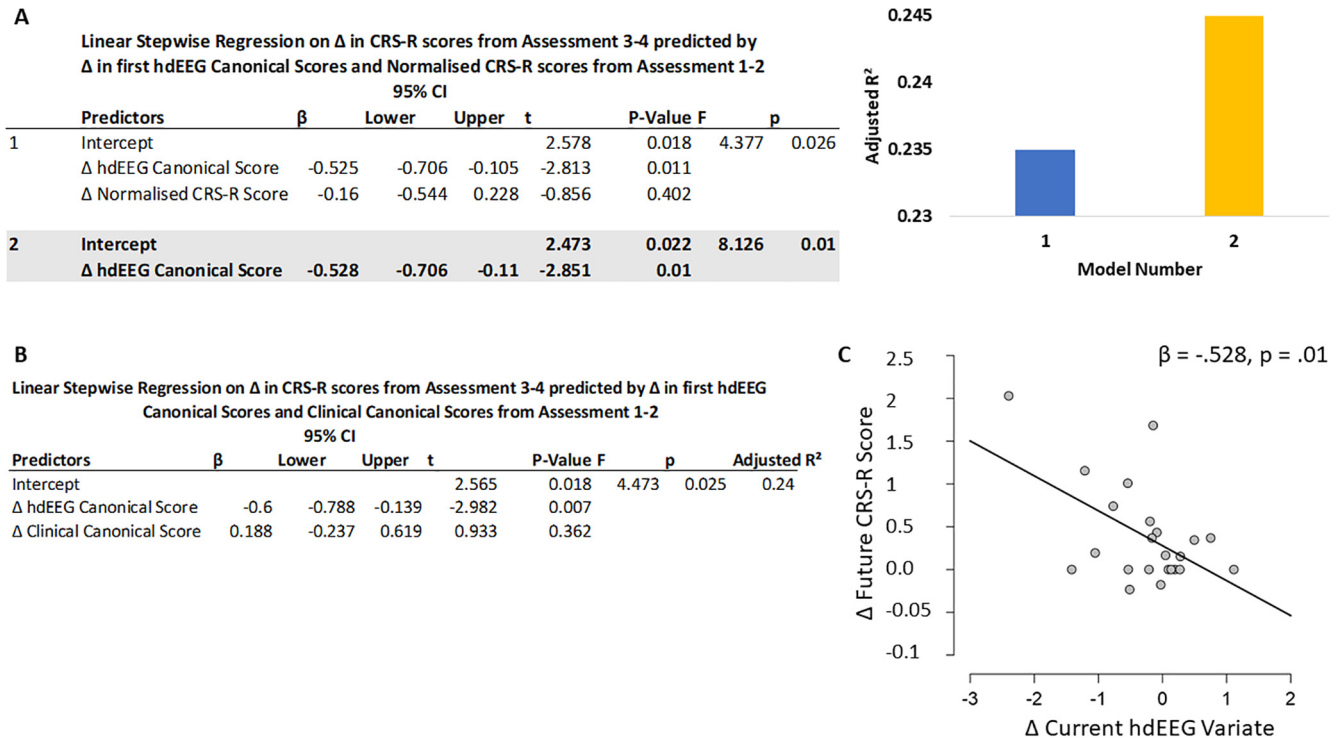 A
Linear Stepwise Regression on Δ in CRS-R scores from Assessment 3-4 predicted by
Δ in first hdEEG Canonical Scores and Normalised CRS-R scores from Assessment 1-2
95% CI
Predictors β Lower Upper t P-Value F p
1 Intercept 2.578 0.018 4.377 0.026
Δ hdEEG Canonical Score -0.525 -0.706 -0.105 -2.813 0.011
Δ Normalised CRS-R Score -0.16 -0.544 0.228 -0.856 0.402
2 Intercept 2.473 0.022 8.126 0.01
Δ hdEEG Canonical Score -0.528 -0.706 -0.11 -2.851 0.01
0.245
0.24
0.235
0.23
Adjusted R²
1 2
Model Number
B
Linear Stepwise Regression on Δ in CRS-R scores from Assessment 3-4 predicted by Δ in first hdEEG
Canonical Scores and Clinical Canonical Scores from Assessment 1-2
95% CI
Predictors β Lower Upper t P-Value F p Adjusted R²
Intercept 2.565 0.018 4.473 0.025 0.24
Δ hdEEG Canonical Score -0.6 -0.788 -0.139 -2.982 0.007
Δ Clinical Canonical Score 0.188 -0.237 0.619 0.933 0.362
C
β = -.528, p = .01
2.5
2
1.5
1
0.5
0.0
-0.05
-0.1
Δ Future CRS-R Score
-3 -2 -1 0 1 2
Δ Current hdEEG Variate